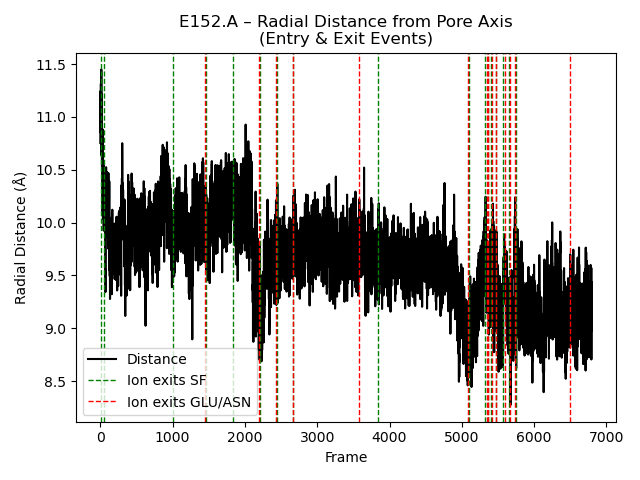 E152.A – Radial Distance from Pore Axis
(Entry & Exit Events)
Radial Distance (Å)
11.5
11.0
10.5
10.0
9.5
9.0
8.5
Distance
Ion exits SF
Ion exits GLU/ASN
0 1000 2000 3000 4000 5000 6000 7000
Frame